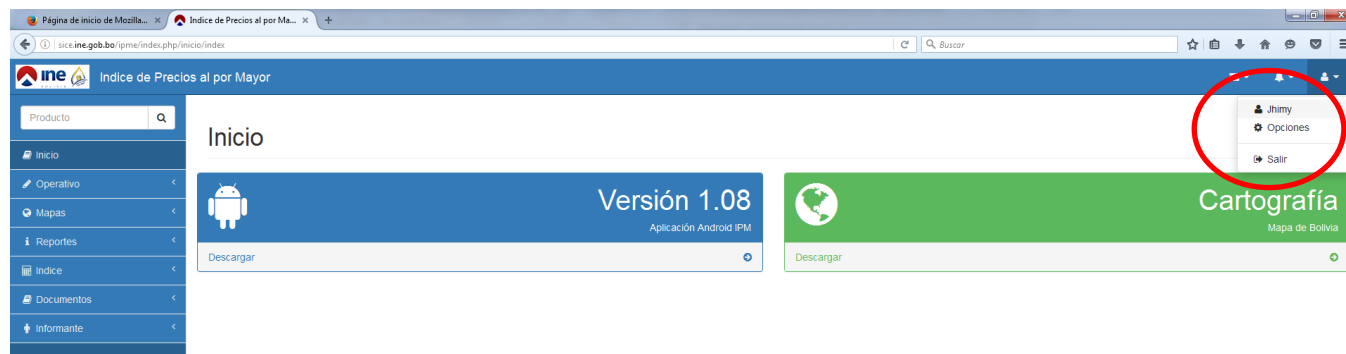 Página de inicio de Mozilla...
Indice de Precios al por Ma...
sice.ine.gob.bo/ipme/index.php/inicio/index
Buscar
ine
BOLIVIA
Indice de Precios al por Mayor
Producto
Jhimy
Opciones
Salir
Inicio
Inicio
Operativo
Mapas
Reportes
Indice
Documentos
Informante
Versión 1.08
Aplicación Android IPM
Descargar
Cartografía
Mapa de Bolivia
Descargar